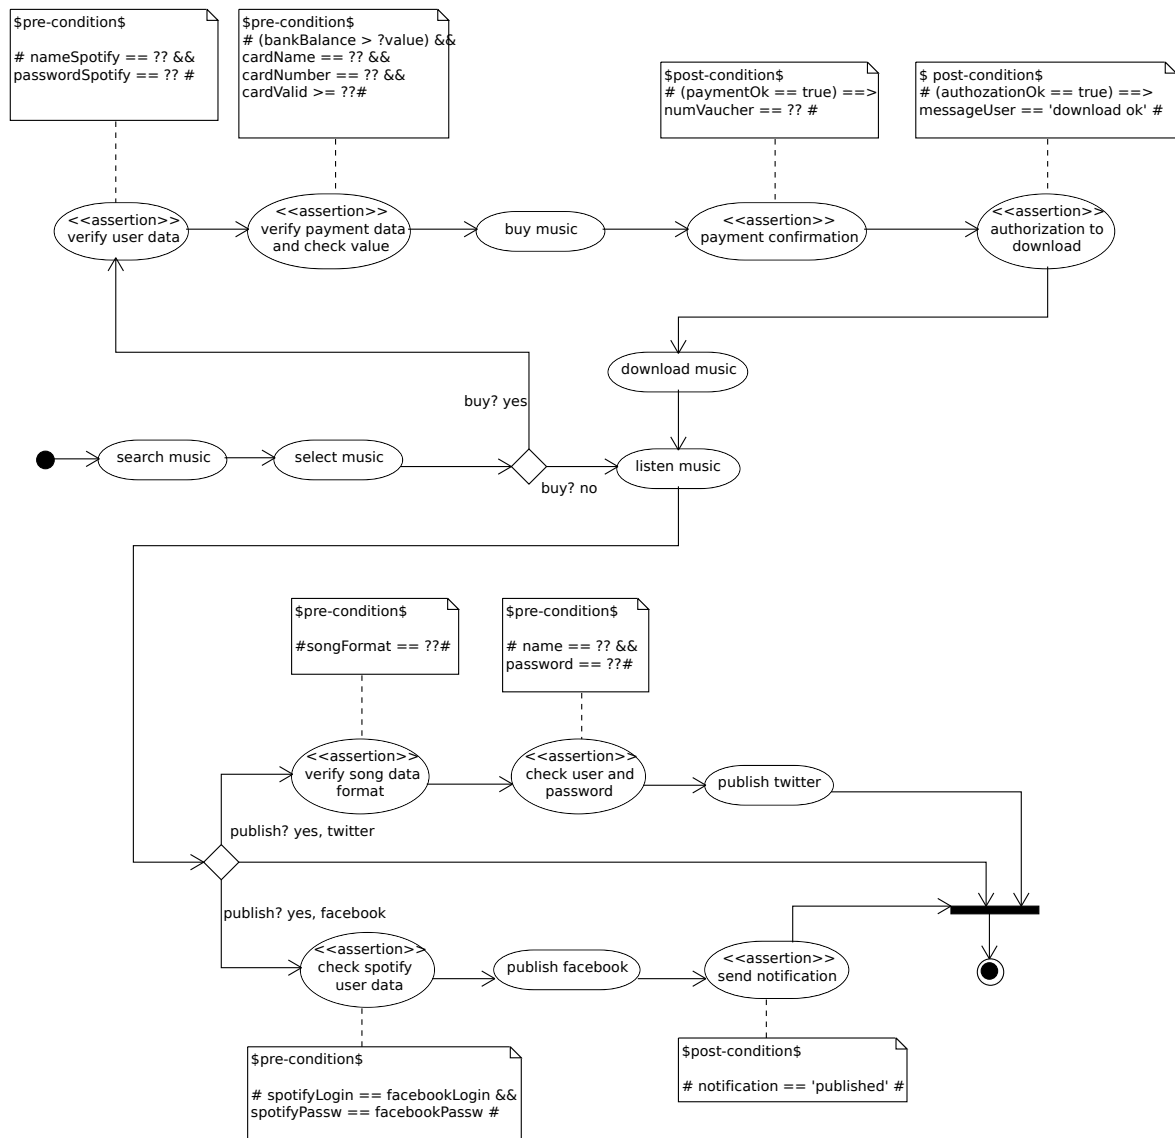 $pre-condition$
# nameSpotify == ?? &&
passwordSpotify == ?? #
$pre-condition$
# (bankBalance > ?value) &&
cardName == ?? &&
cardNumber == ?? &&
cardValid >= ??#
$post-condition$
# (paymentOk == true) ==>
numVaucher == ?? #
$ post-condition$
# (authozationOk == true) ==>
messageUser == 'download ok' #
<<assertion>>
verify user data
<<assertion>>
verify payment data
and check value
buy music
<<assertion>>
payment confirmation
<<assertion>>
authorization to
download
download music
buy? yes
search music
select music
buy? no
listen music
$pre-condition$
#songFormat == ??#
$pre-condition$
# name == ?? &&
password == ??#
<<assertion>>
verify song data
format
<<assertion>>
check user and
password
publish twitter
publish? yes, twitter
publish? yes, facebook
<<assertion>>
check spotify
user data
publish facebook
<<assertion>>
send notification
$pre-condition$
# spotifyLogin == facebookLogin &&
spotifyPassw == facebookPassw #
$post-condition$
# notification == 'published' #